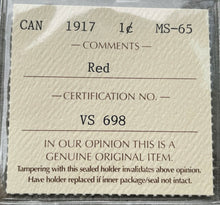 CAN 1917 1¢ MS-65
COMMENTS
Red
CERTIFICATION NO.
VS 698
IN OUR OPINION THIS IS A
GENUINE ORIGINAL ITEM.
Tampering with this sealed holder invalidates above opinion.
Have holder replaced if inner package/seal not intact.